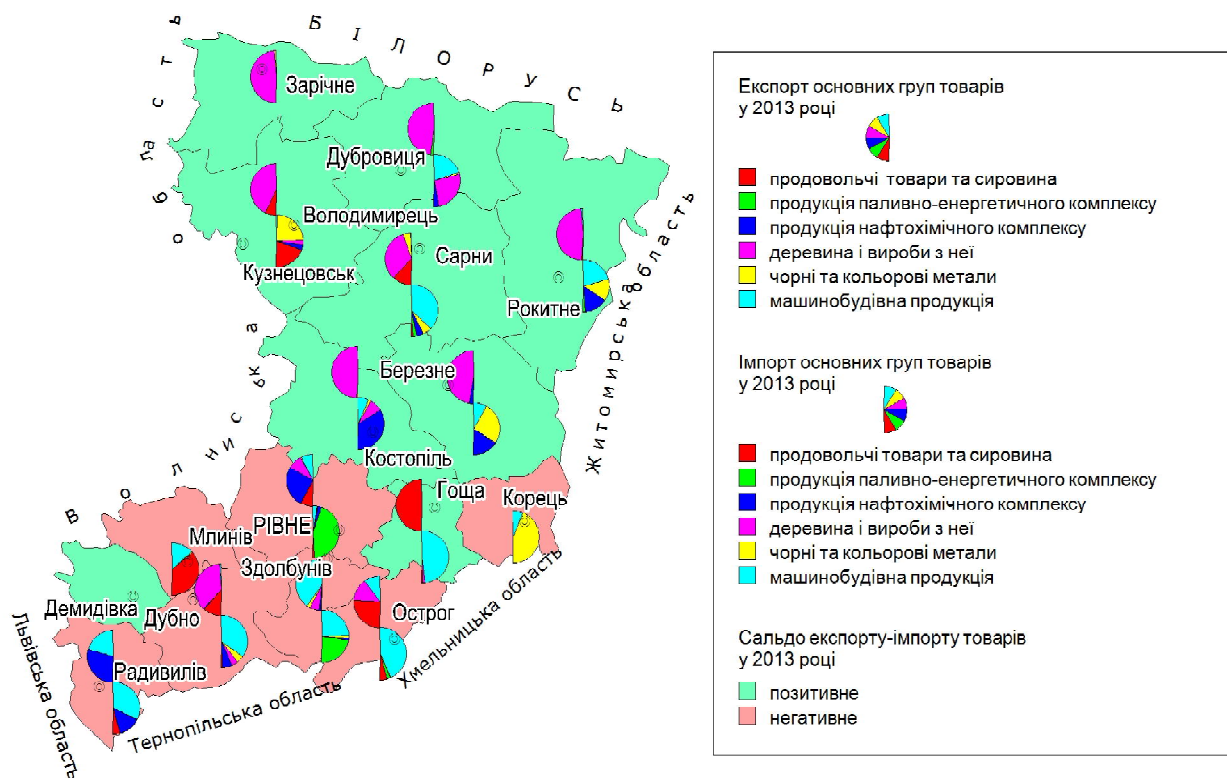 БІЛОРУСЬ
Волинська область
Житомирська область
Хмельницька область
Тернопільська область
Львівська область
Зарічне
Дубровиця
Володимирець
Кузнецовськ
Сарни
Рокитне
Березне
Костопіль
Гоща
Корець
РІВНЕ
Млинів
Здолбунів
Демидівка
Дубно
Острог
Радивилів
Експорт основних груп товарів
у 2013 році
продовольчі товари та сировина
продукція паливно-енергетичного комплексу
продукція нафтохімічного комплексу
деревина і вироби з неї
чорні та кольорові метали
машинобудівна продукція
Імпорт основних груп товарів
у 2013 році
продовольчі товари та сировина
продукція паливно-енергетичного комплексу
продукція нафтохімічного комплексу
деревина і вироби з неї
чорні та кольорові метали
машинобудівна продукція
Сальдо експорту-імпорту товарів
у 2013 році
позитивне
негативне